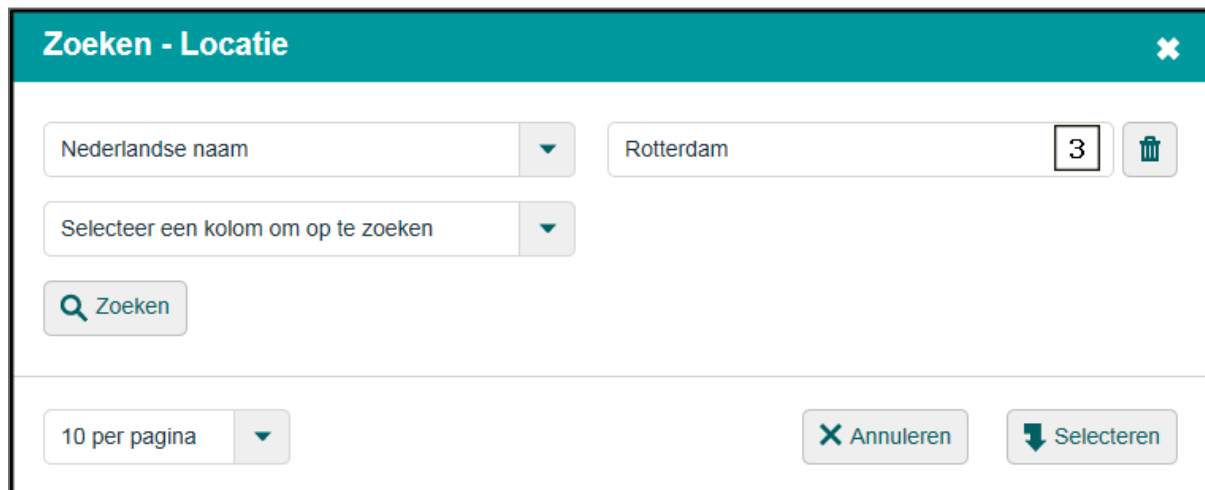 Zoeken - Locatie
Nederlandse naam Rotterdam 3
Selecteer een kolom om op te zoeken
Zoeken
10 per pagina Annuleren Selecteren